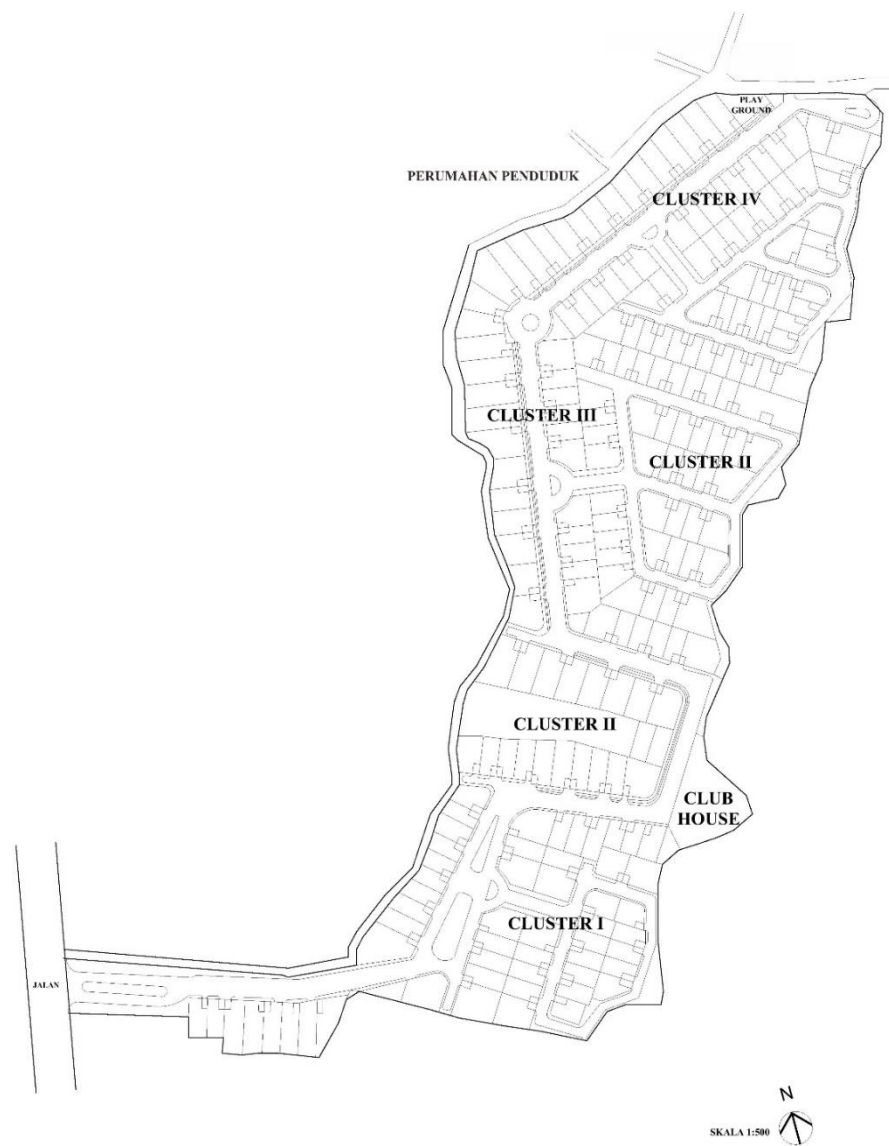 PLAY
GROUND
PERUMAHAN PENDUDUK
CLUSTER IV
CLUSTER III
CLUSTER II
CLUSTER II
CLUB
HOUSE
CLUSTER I
JALAN
N
SKALA 1:500